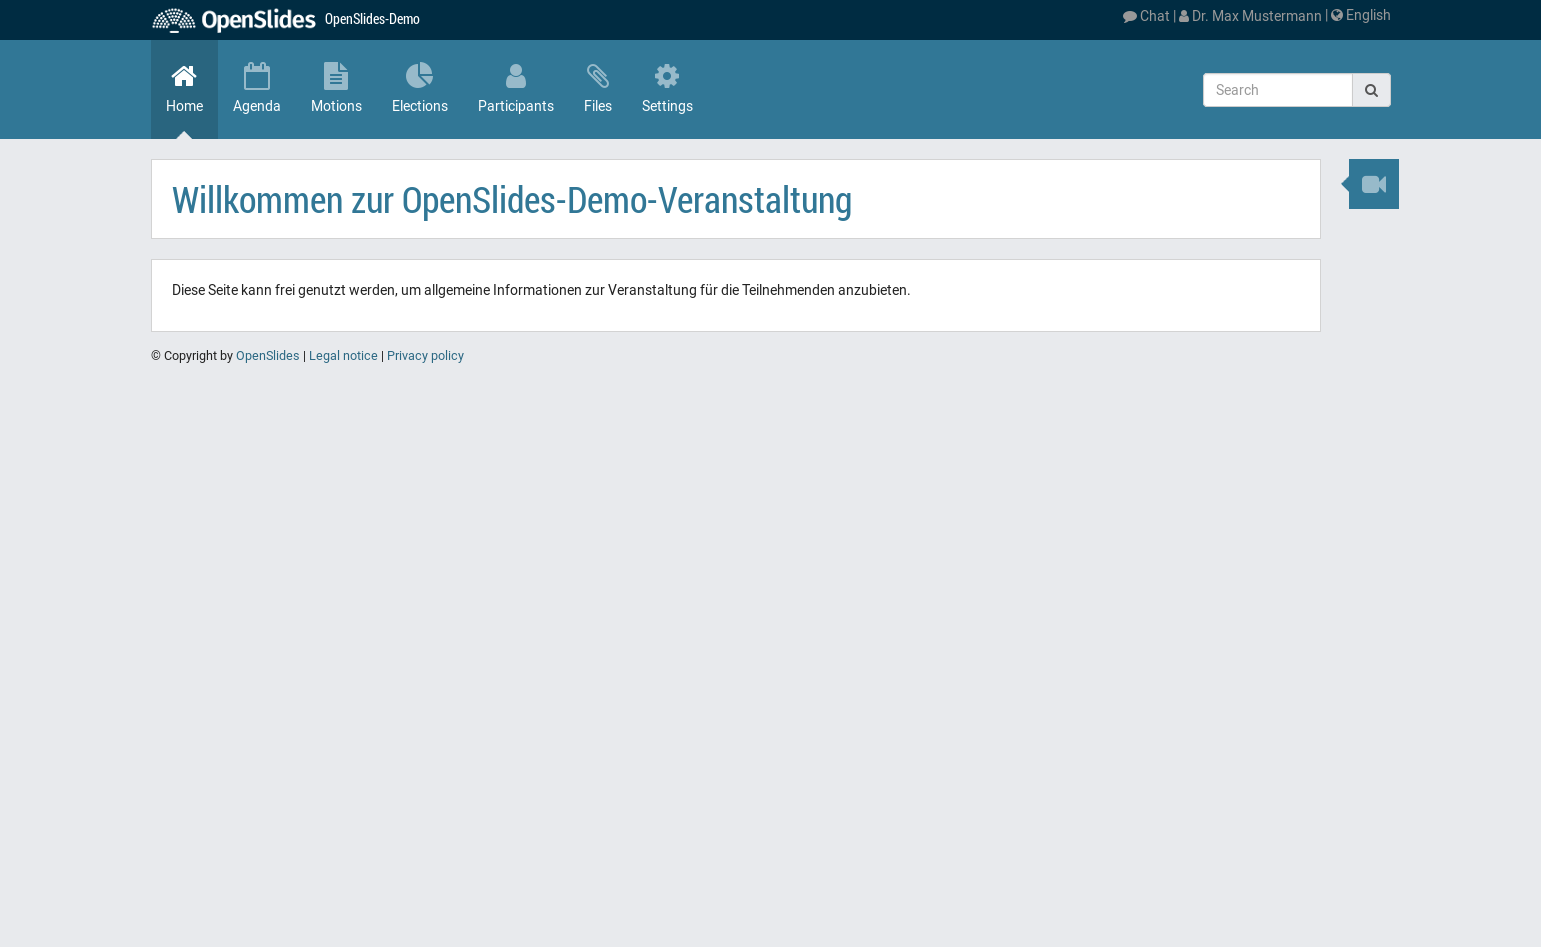 OpenSlides OpenSlides-Demo
Chat | Dr. Max Mustermann | English
Home Agenda Motions Elections Participants Files Settings
Search
Willkommen zur OpenSlides-Demo-Veranstaltung
Diese Seite kann frei genutzt werden, um allgemeine Informationen zur Veranstaltung für die Teilnehmenden anzubieten.
© Copyright by OpenSlides | Legal notice | Privacy policy